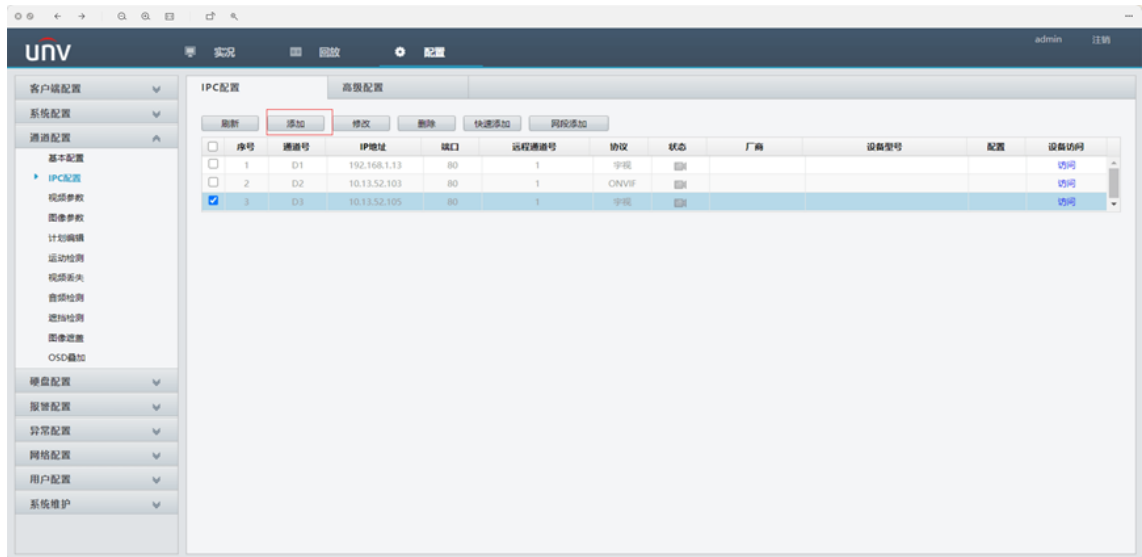 unv 实况 回放 配置 admin 注销
客户端配置
系统配置
通道配置
基本配置
IPC配置
视频参数
图像参数
计划编辑
运动检测
视频丢失
音频检测
遮挡检测
图像遮盖
OSD叠加
硬盘配置
报警配置
异常配置
网络配置
用户配置
系统维护
IPC配置 高级配置
刷新 添加 修改 删除 快速添加 网段添加
序号 通道号 IP地址 端口 远程通道号 协议 状态 厂商 设备型号 配置 设备访问
1 D1 192.168.1.13 80 1 宇视 访问
2 D2 10.13.52.103 80 1 ONVIF 访问
3 D3 10.13.52.105 80 1 宇视 访问